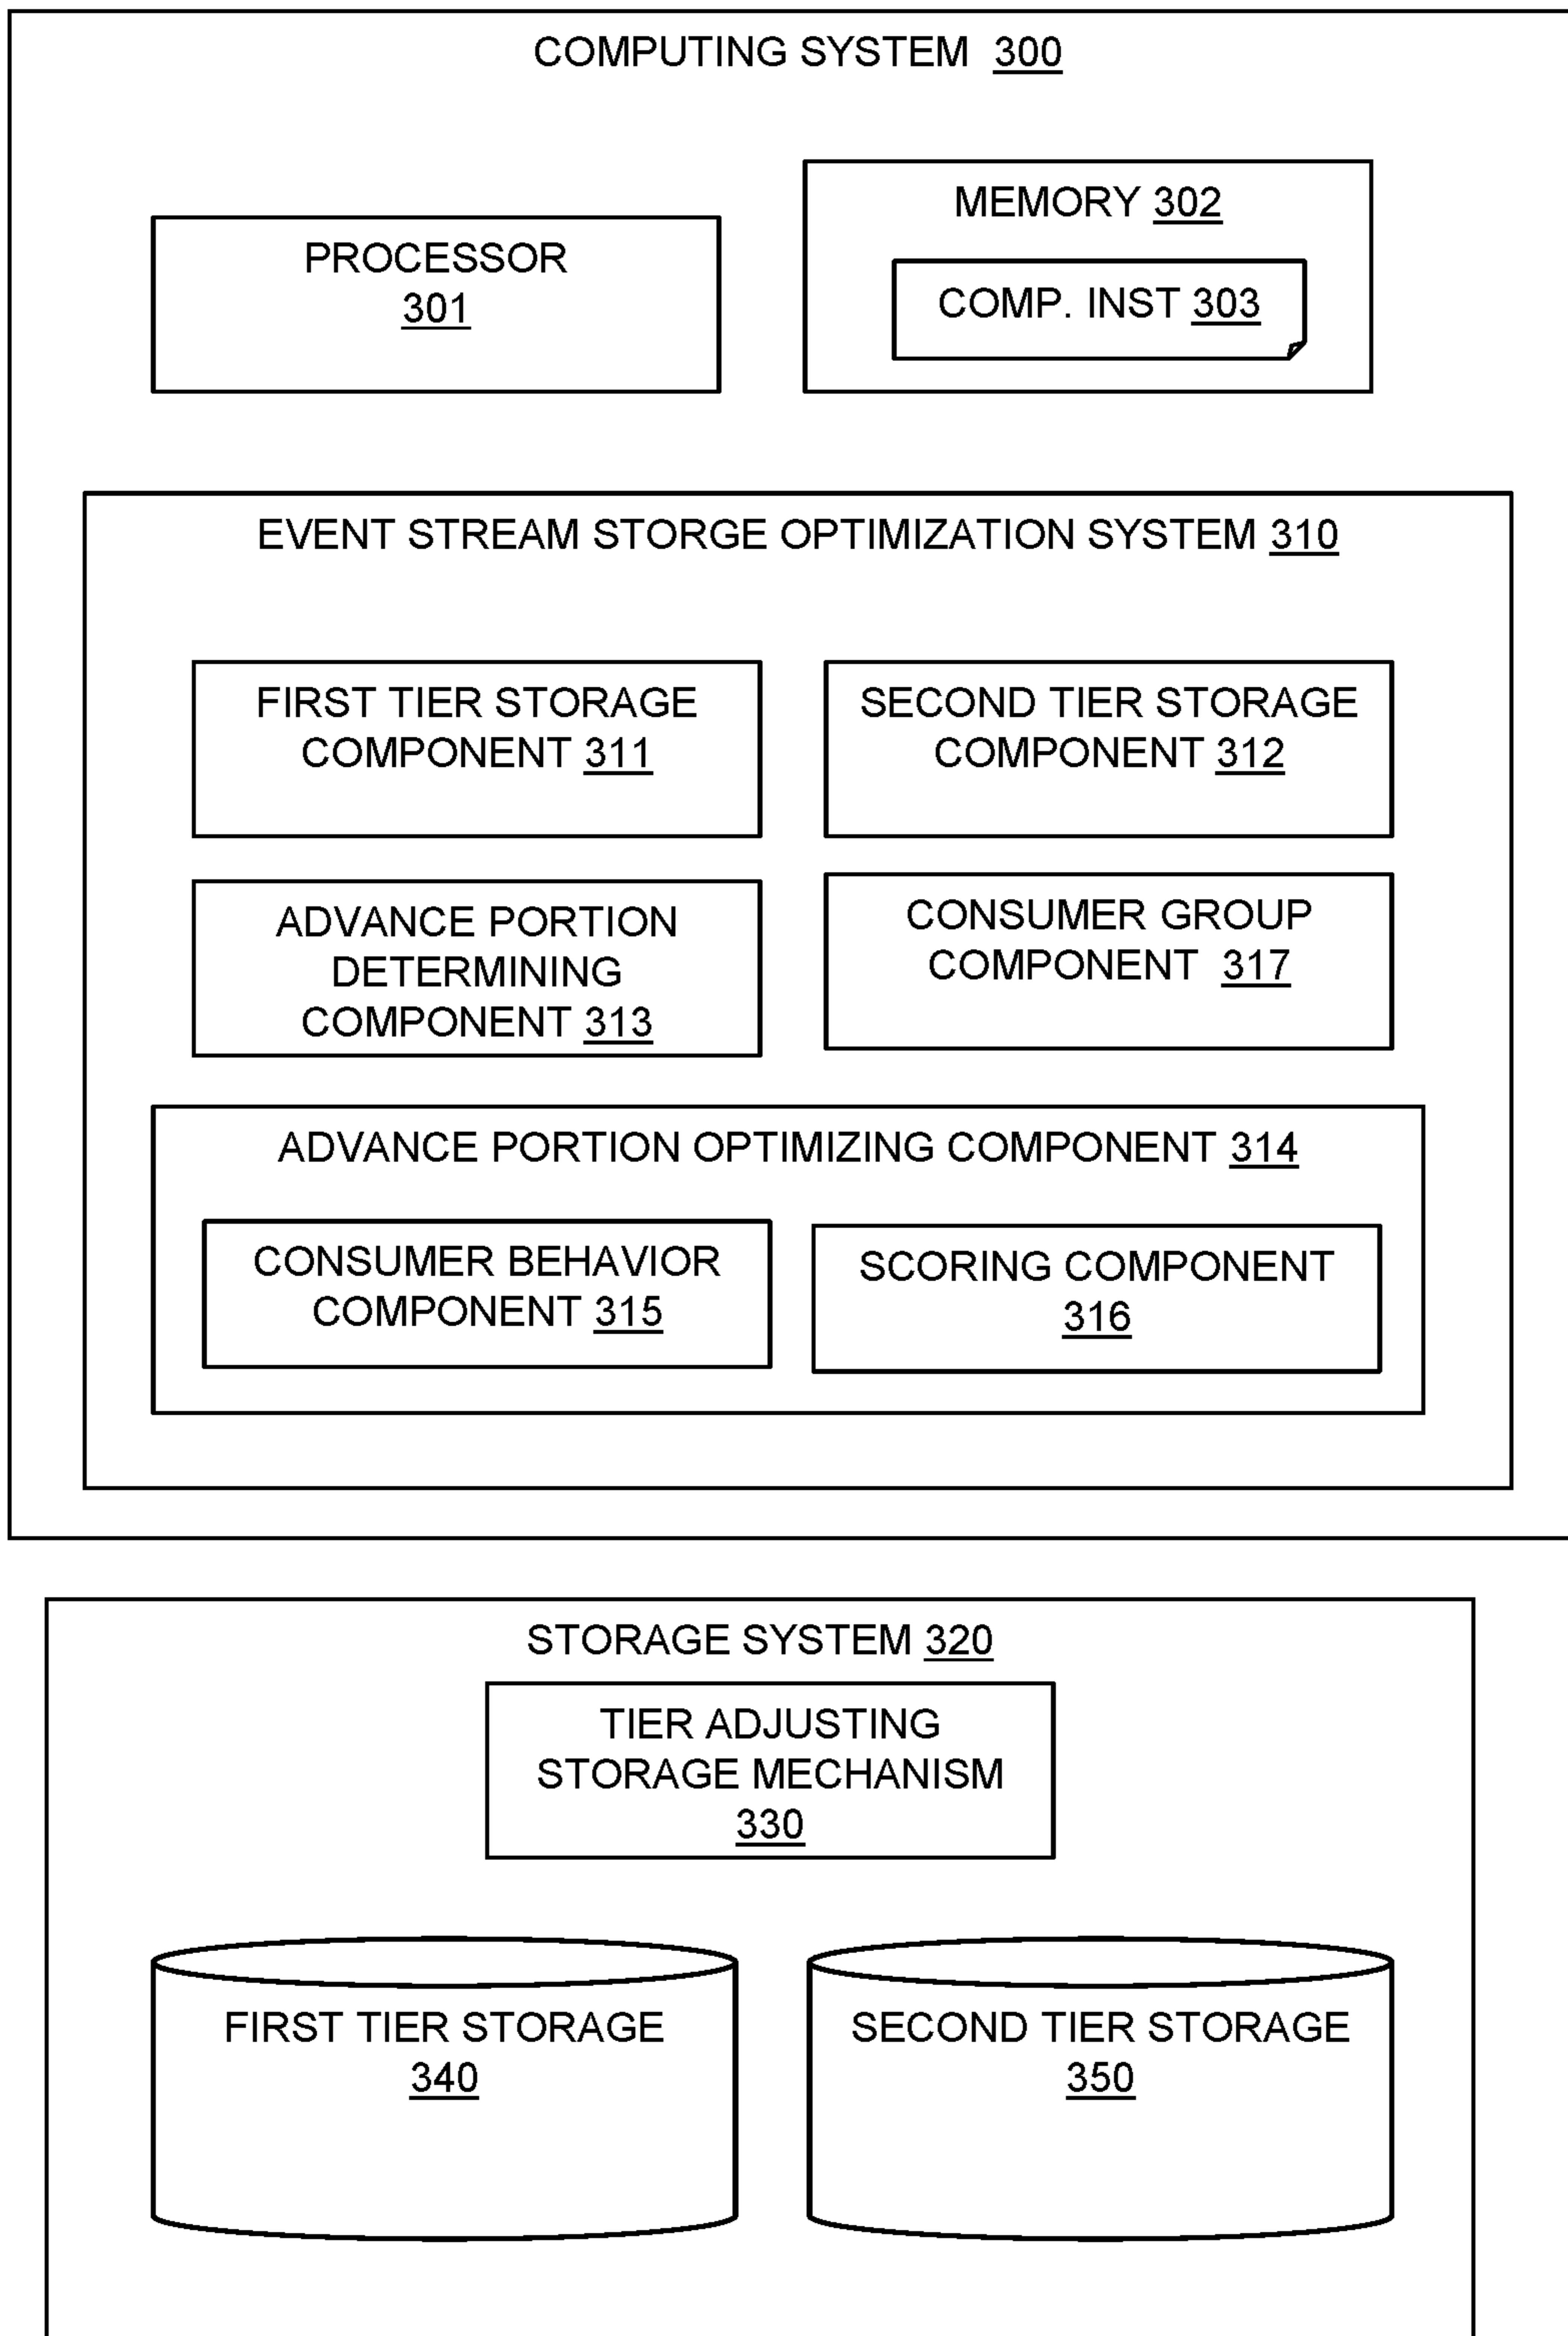 COMPUTING SYSTEM 300
PROCESSOR
301
MEMORY 302
COMP. INST 303
EVENT STREAM STORGE OPTIMIZATION SYSTEM 310
FIRST TIER STORAGE
COMPONENT 311
SECOND TIER STORAGE
COMPONENT 312
ADVANCE PORTION
DETERMINING
COMPONENT 313
CONSUMER GROUP
COMPONENT 317
ADVANCE PORTION OPTIMIZING COMPONENT 314
CONSUMER BEHAVIOR
COMPONENT 315
SCORING COMPONENT
316
STORAGE SYSTEM 320
TIER ADJUSTING
STORAGE MECHANISM
330
FIRST TIER STORAGE
340
SECOND TIER STORAGE
350